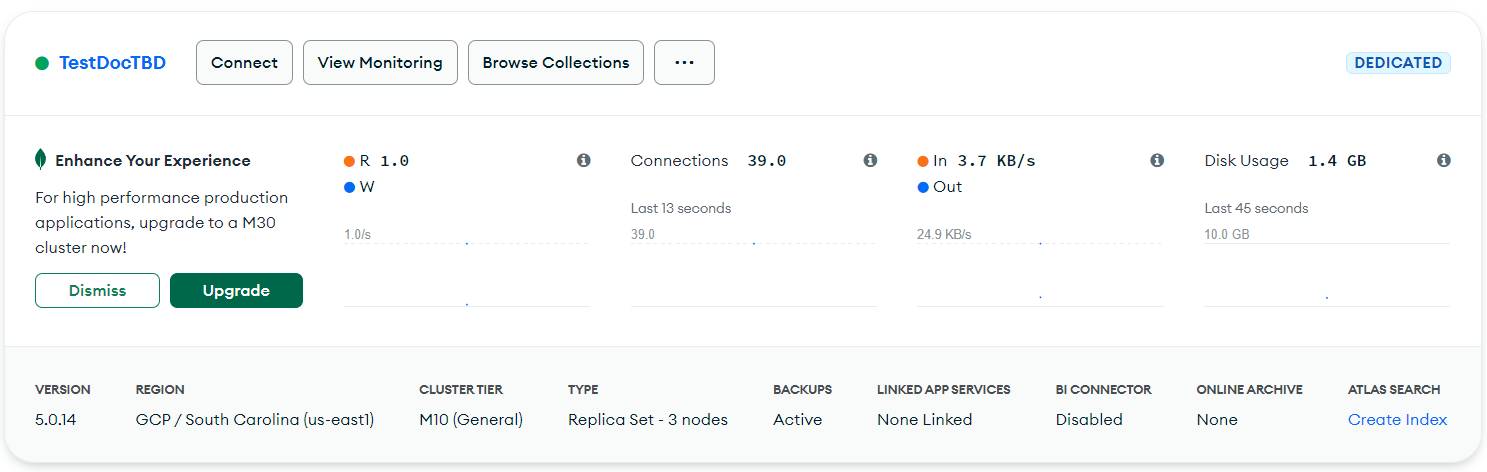 TestDocTBD
Connect
View Monitoring
Browse Collections
...
DEDICATED
Enhance Your Experience
For high performance production
applications, upgrade to a M30
cluster now!
Dismiss
Upgrade
R 1.0
W
1.0/s
Connections 39.0
Last 13 seconds
39.0
In 3.7 KB/s
Out
24.9 KB/s
Disk Usage 1.4 GB
Last 45 seconds
10.0 GB
VERSION
5.0.14
REGION
GCP / South Carolina (us-east1)
CLUSTER TIER
M10 (General)
TYPE
Replica Set - 3 nodes
BACKUPS
Active
LINKED APP SERVICES
None Linked
BI CONNECTOR
Disabled
ONLINE ARCHIVE
None
ATLAS SEARCH
Create Index